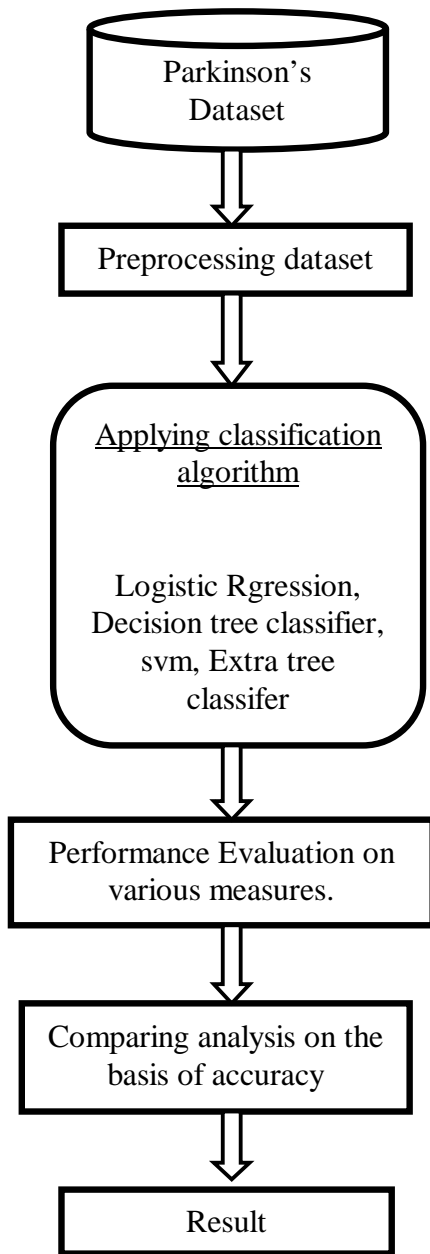 Parkinson’s
Dataset
Preprocessing dataset
Applying classification
algorithm
Logistic Rgression,
Decision tree classifier,
svm, Extra tree
classifer
Performance Evaluation on
various measures.
Comparing analysis on the
basis of accuracy
Result